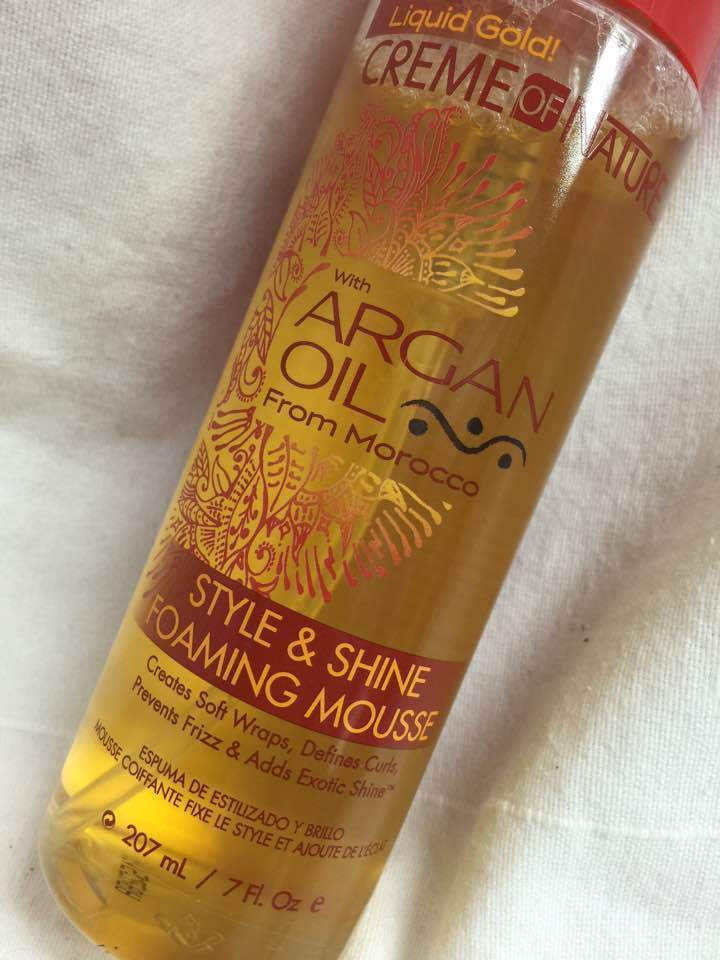 Liquid Gold!
CREME OF NATURE
With
ARGAN
OIL
From Morocco
STYLE & SHINE
FOAMING MOUSSE
Creates Soft Wraps, Defines Curls,
Prevents Frizz & Adds Exotic Shine™
ESPUMA DE ESTILIZADO Y BRILLO
MOUSSE COIFFANTE FIXE LE STYLE ET AJOUTE DE L'ÉCLAT
207 mL / 7 Fl. Oz e